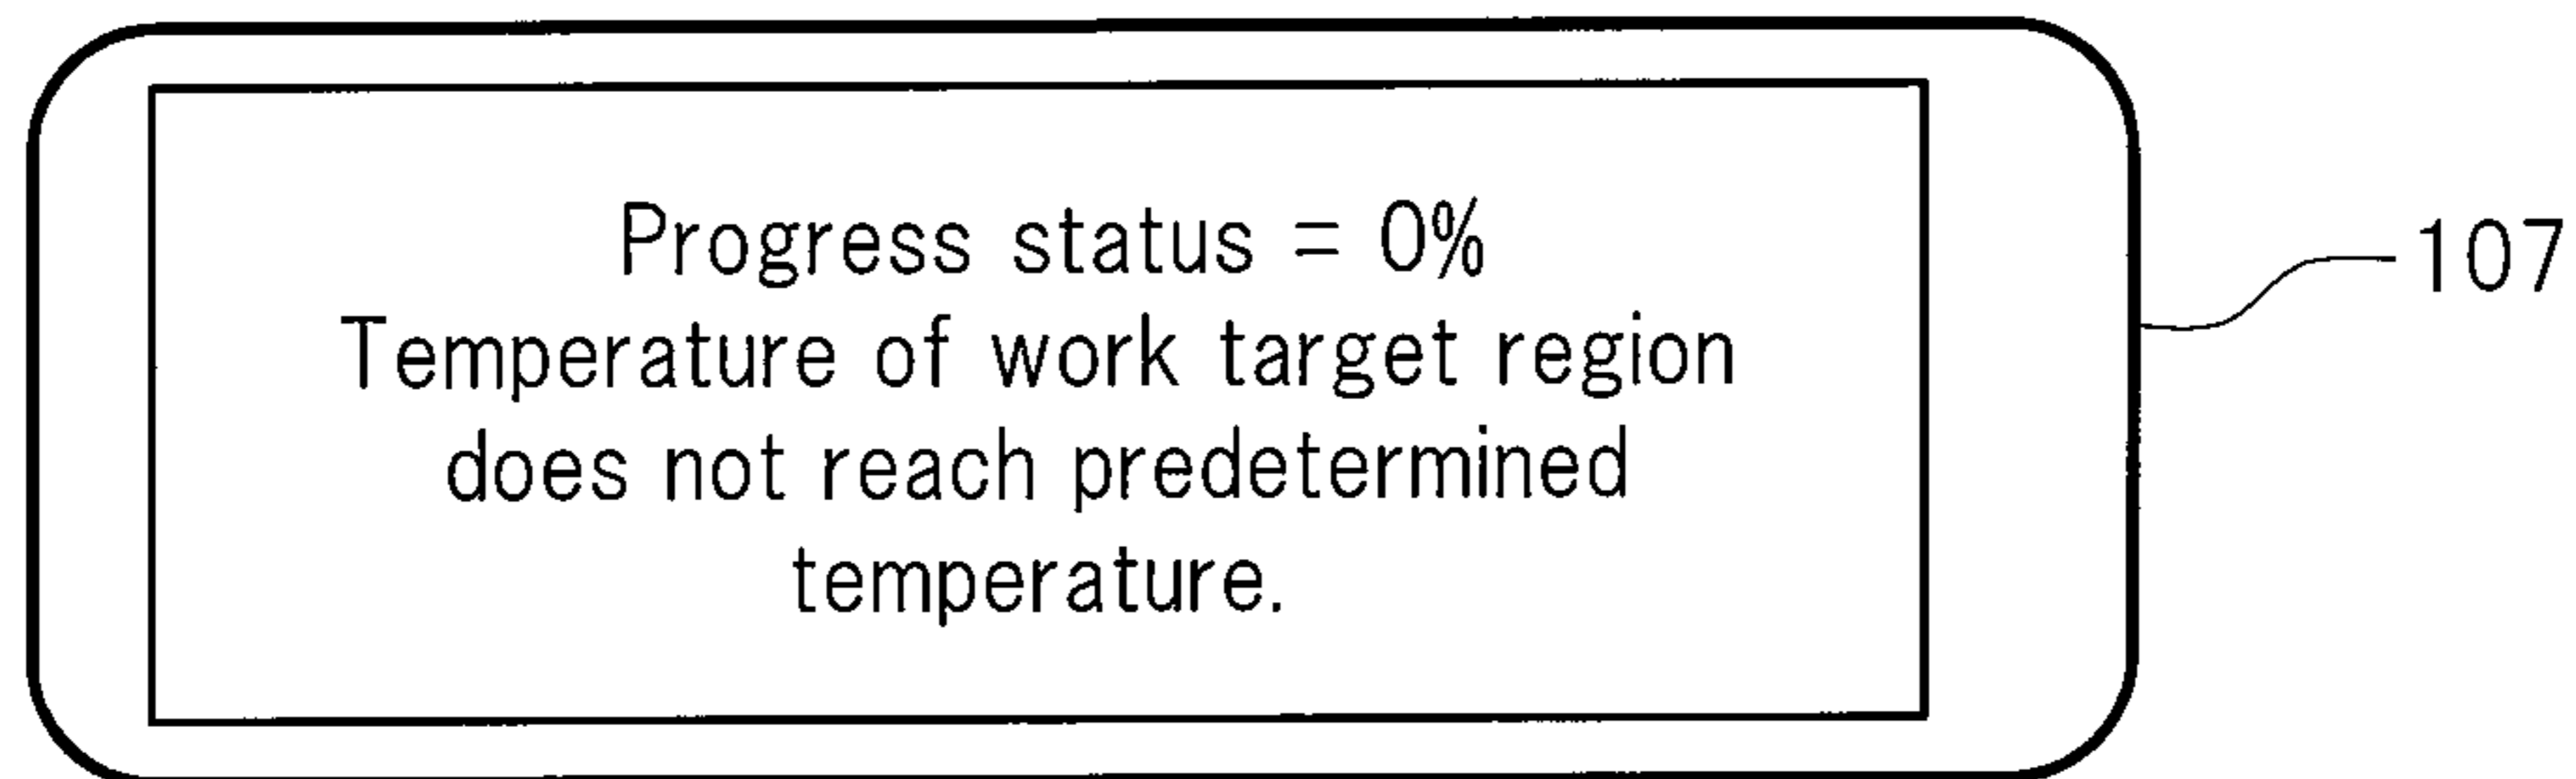 Progress status = 0%
Temperature of work target region
does not reach predetermined
temperature.
107